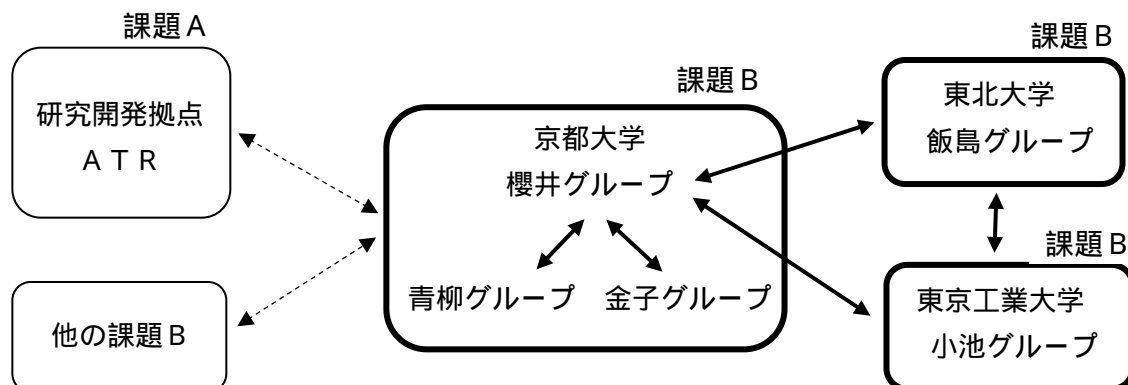 課題Ａ
研究開発拠点
ＡＴＲ
他の課題Ｂ
課題Ｂ
京都大学
櫻井グループ
青柳グループ
金子グループ
課題Ｂ
東北大学
飯島グループ
課題Ｂ
東京工業大学
小池グループ